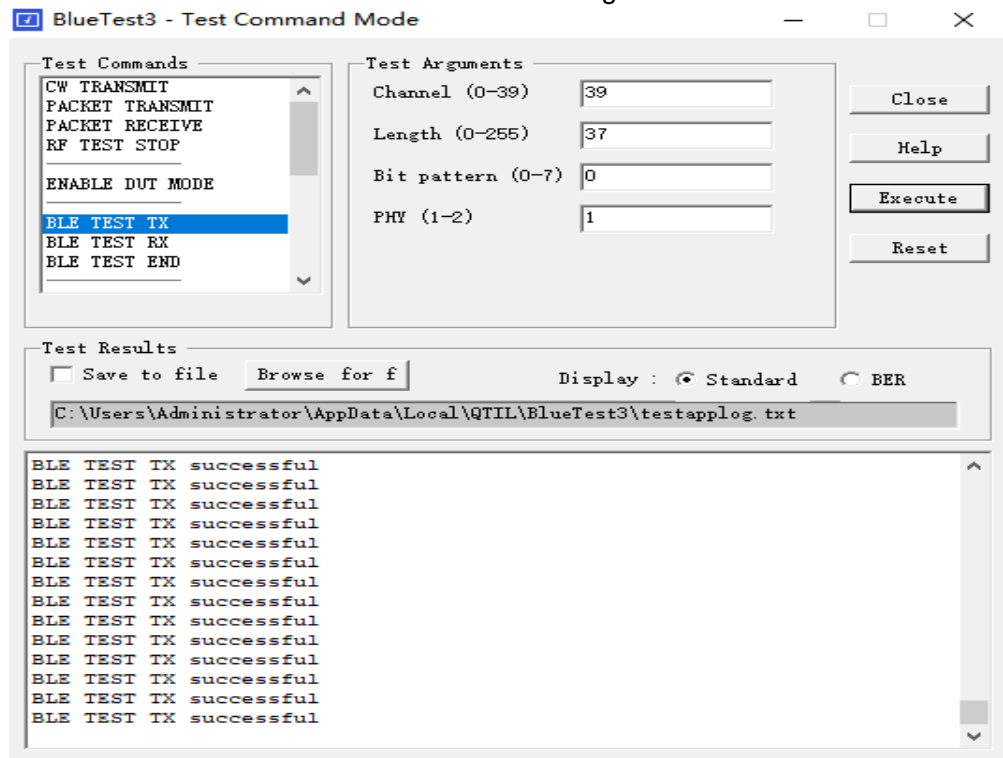 BlueTest3 - Test Command Mode
Test Commands
CW TRANSMIT
PACKET TRANSMIT
PACKET RECEIVE
RF TEST STOP
ENABLE DUT MODE
BLE TEST TX
BLE TEST RX
BLE TEST END
Test Arguments
Channel (0-39) 39
Length (0-255) 37
Bit pattern (0-7) 0
PHY (1-2) 1
Close
Help
Execute
Reset
Test Results
Save to file Browse for f Display : Standard BER
C:\Users\Administrator\AppData\Local\QTIL\BlueTest3\testapplog.txt
BLE TEST TX successful
BLE TEST TX successful
BLE TEST TX successful
BLE TEST TX successful
BLE TEST TX successful
BLE TEST TX successful
BLE TEST TX successful
BLE TEST TX successful
BLE TEST TX successful
BLE TEST TX successful
BLE TEST TX successful
BLE TEST TX successful
BLE TEST TX successful
BLE TEST TX successful